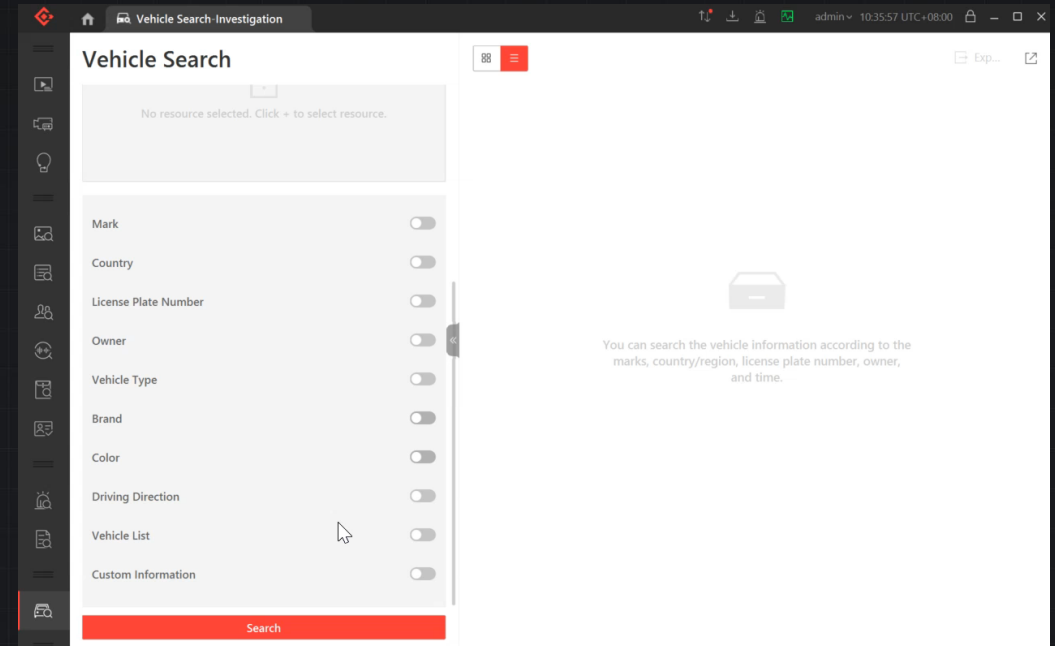 Vehicle Search-Investigation
admin
10:35:57 UTC+08:00
Vehicle Search
Exp...
No resource selected. Click + to select resource.
Mark
Country
License Plate Number
Owner
Vehicle Type
Brand
Color
Driving Direction
Vehicle List
Custom Information
Search
You can search the vehicle information according to the
marks, country/region, license plate number, owner,
and time.